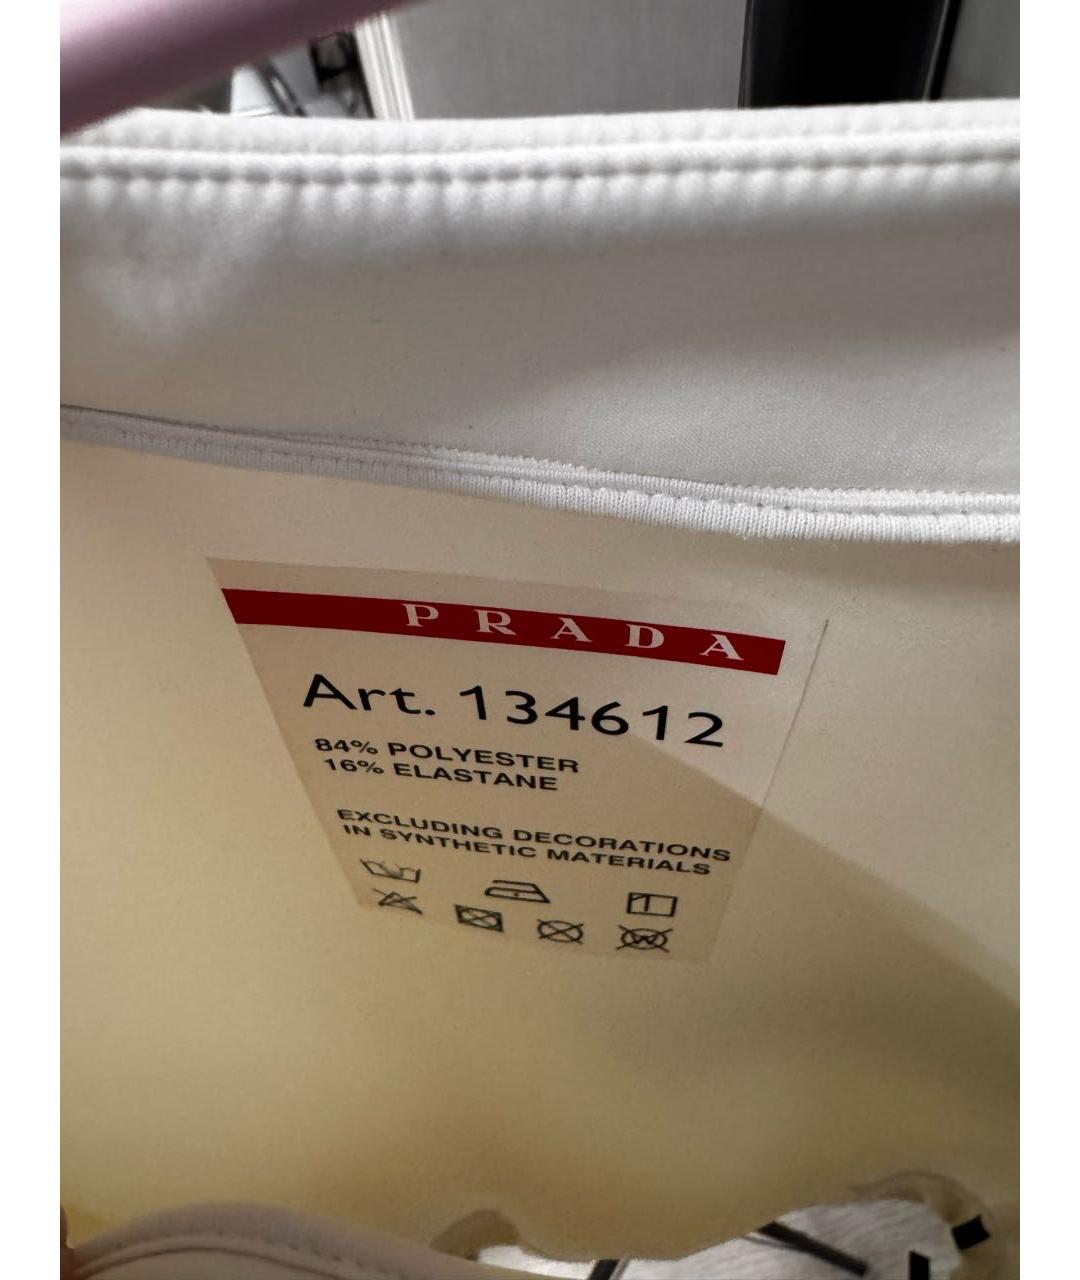 PRADA
Art. 134612
84% POLYESTER
16% ELASTANE
EXCLUDING DECORATIONS
IN SYNTHETIC MATERIALS
W